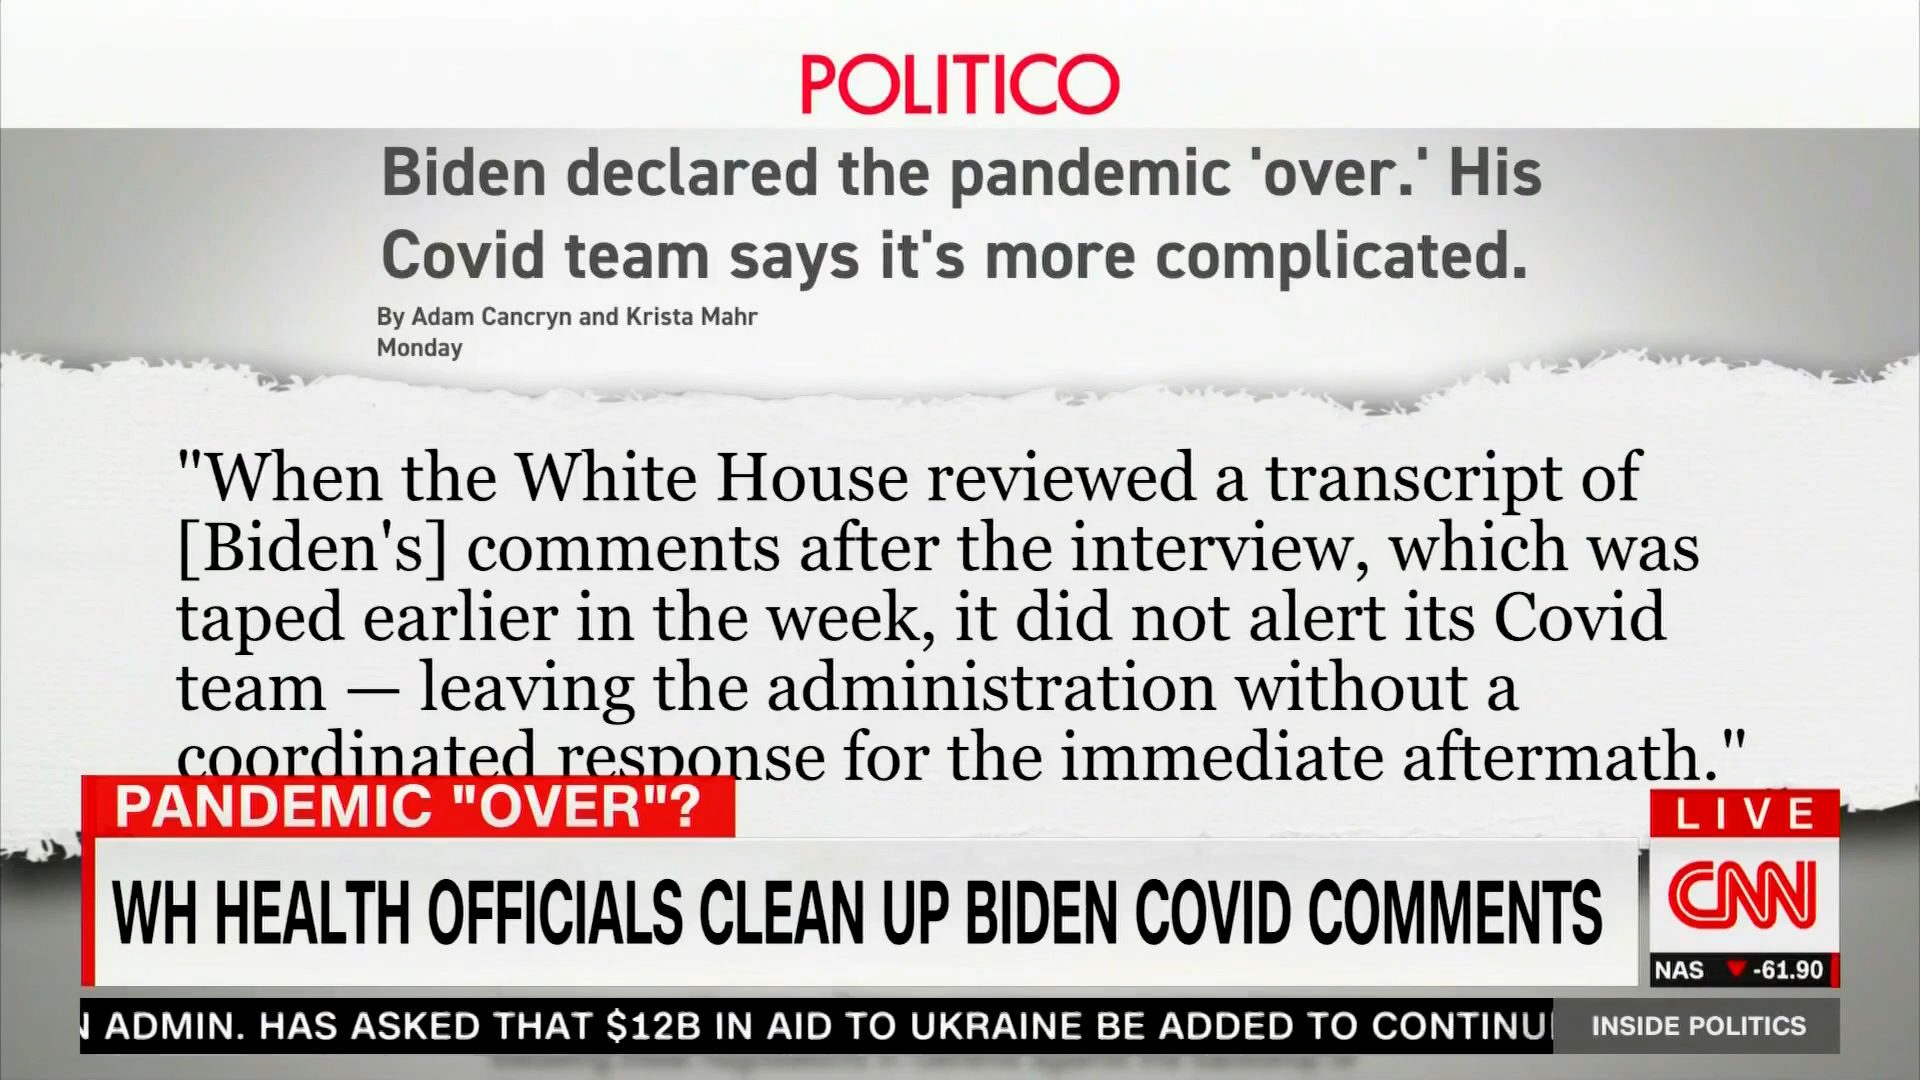 POLITICO
Biden declared the pandemic 'over.' His
Covid team says it's more complicated.
By Adam Cancryn and Krista Mahr
Monday
"When the White House reviewed a transcript of
[Biden's] comments after the interview, which was
taped earlier in the week, it did not alert its Covid
team — leaving the administration without a
coordinated response for the immediate aftermath."
PANDEMIC "OVER"?
WH HEALTH OFFICIALS CLEAN UP BIDEN COVID COMMENTS
LIVE
CNN
NAS ▼ -61.90
ADMIN. HAS ASKED THAT $12B IN AID TO UKRAINE BE ADDED TO CONTINU
INSIDE POLITICS